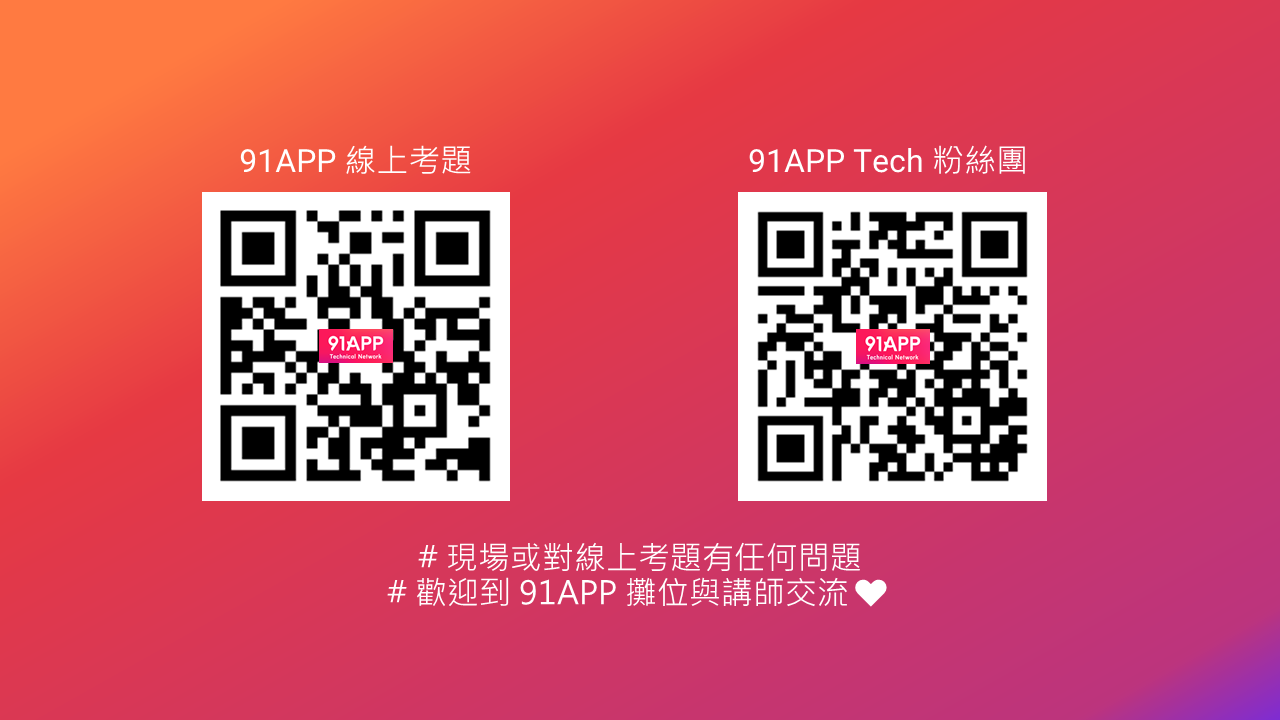 91APP 線上考題
91APP Tech 粉絲團
91APP
Technical Network
91APP
Technical Network
# 現場或對線上考題有任何問題
# 歡迎到 91APP 攤位與講師交流